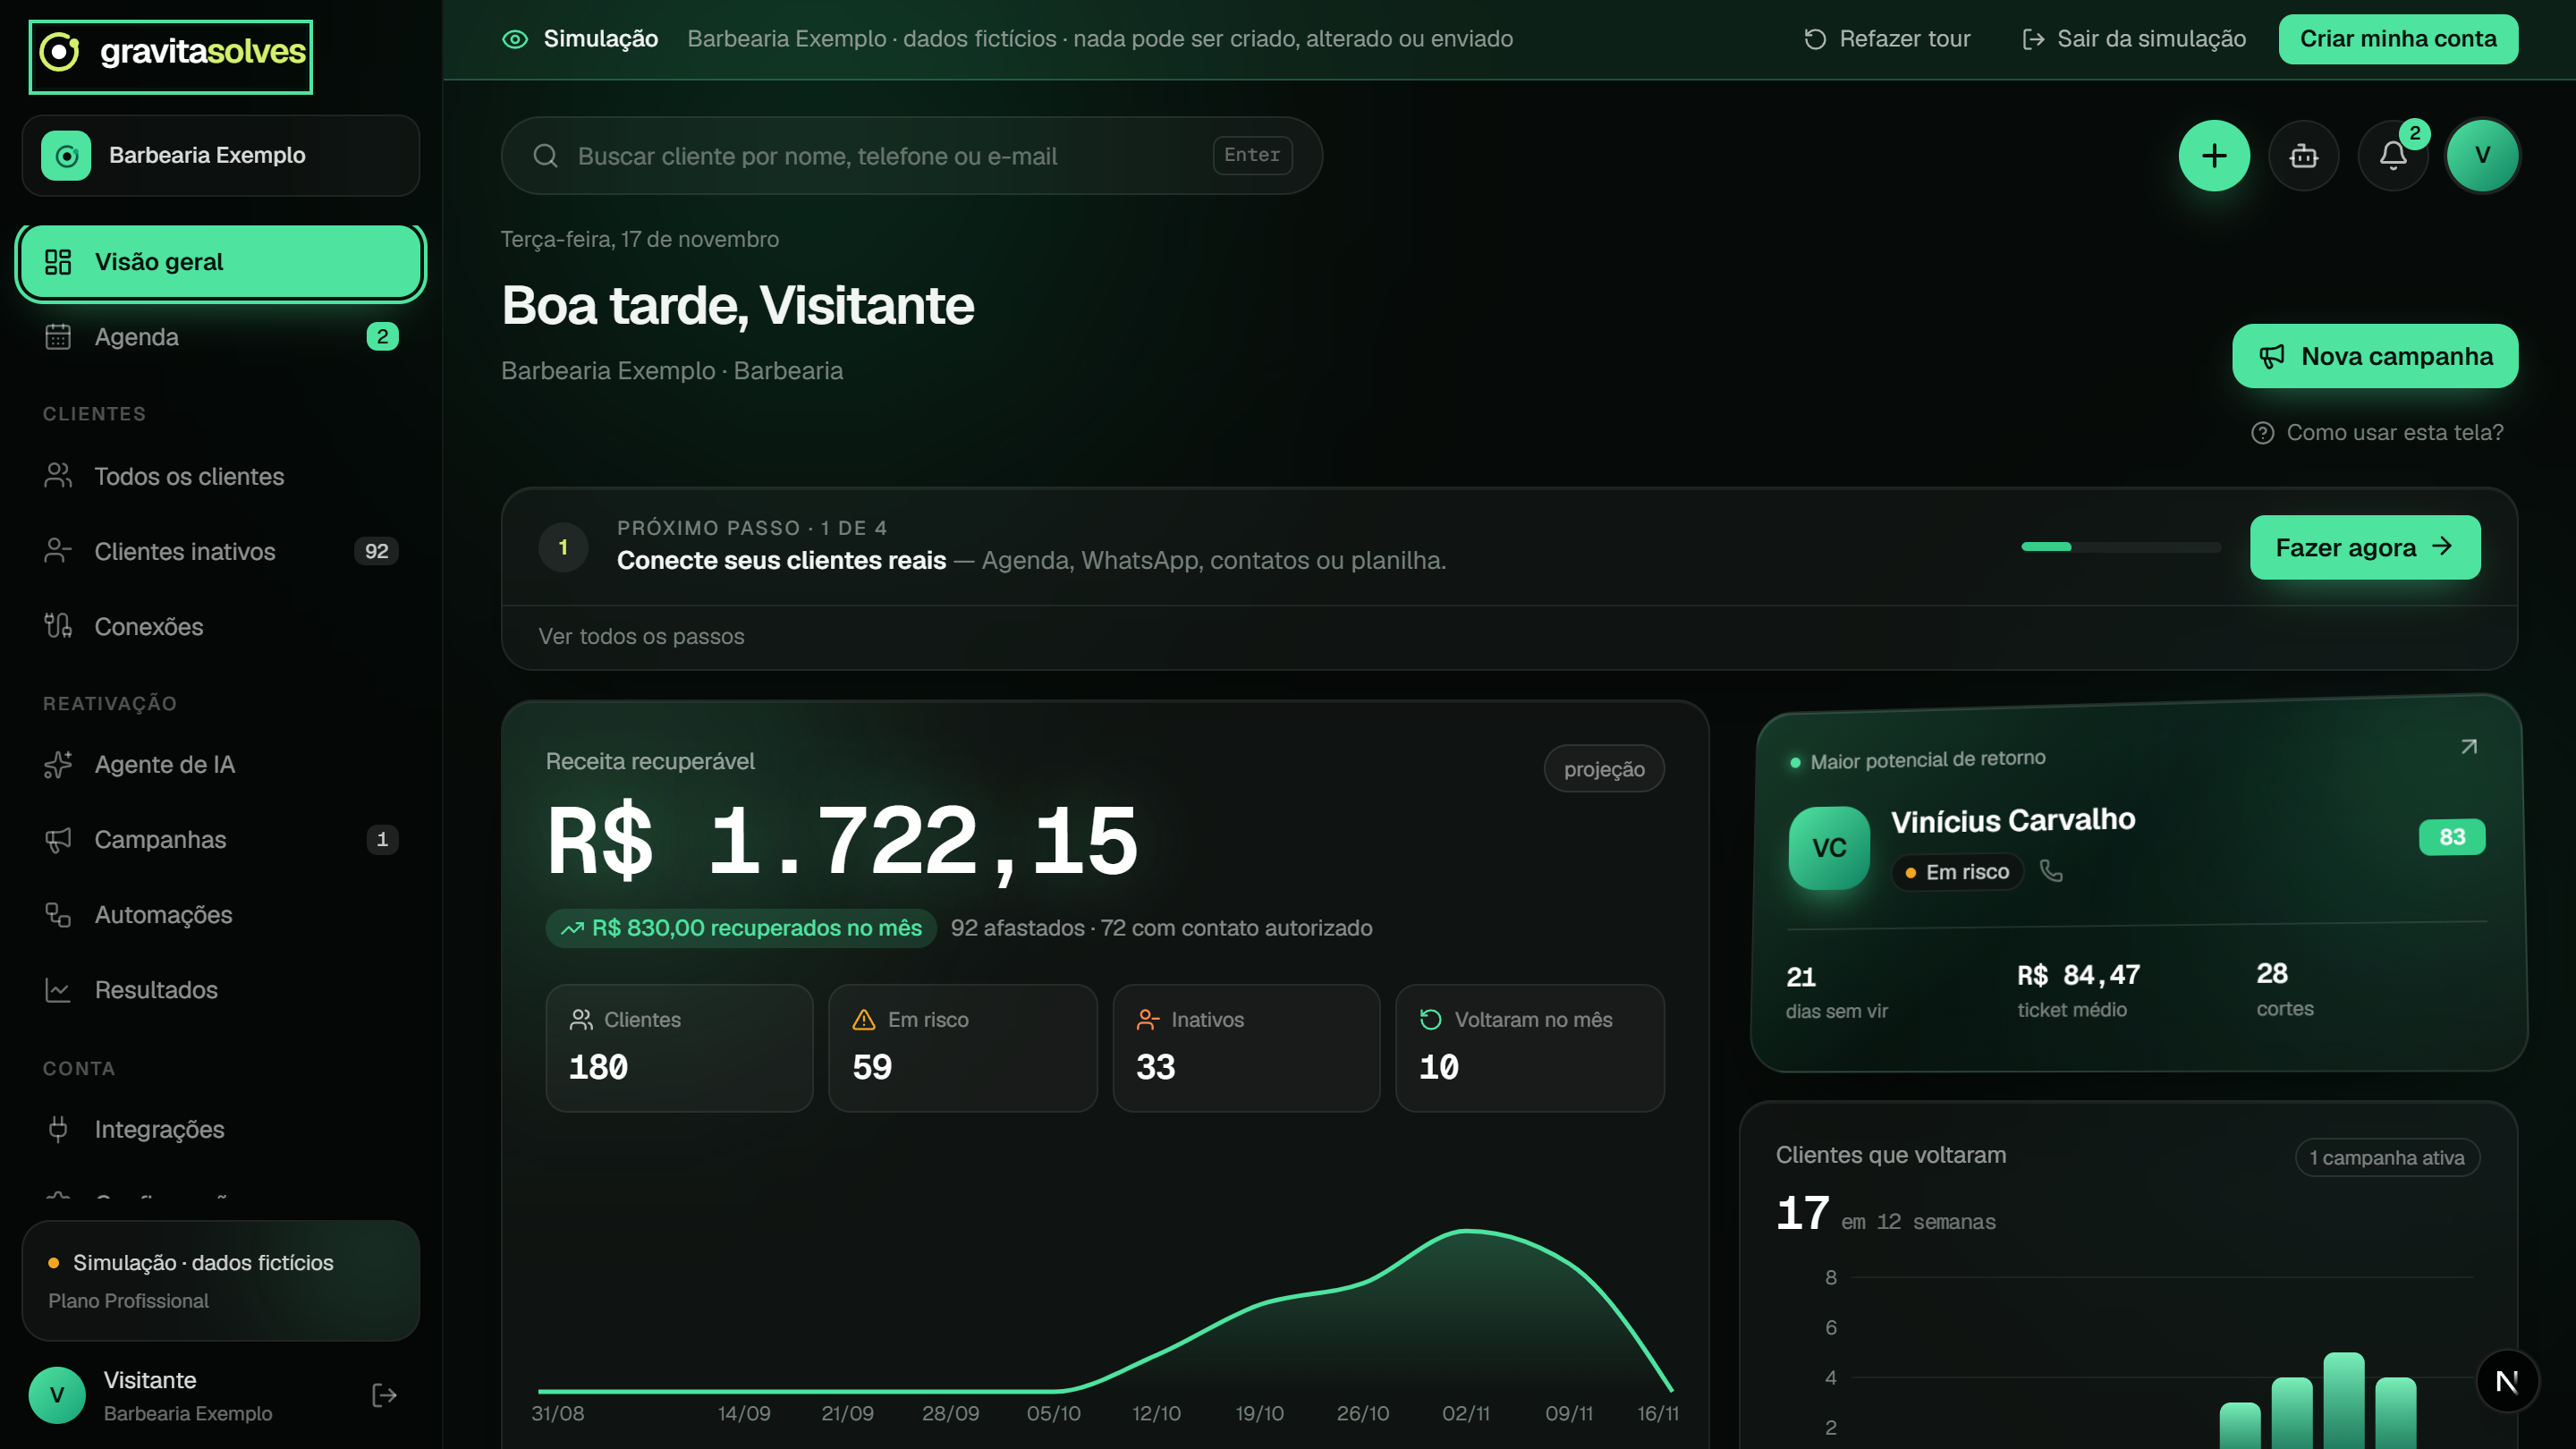 gravitasolves
Barbearia Exemplo
Visão geral
Agenda 2
CLIENTES
Todos os clientes
Clientes inativos 92
Conexões
REATIVAÇÃO
Agente de IA
Campanhas 1
Automações
Resultados
CONTA
Integrações
Simulação · dados fictícios
Plano Profissional
V
Visitante
Barbearia Exemplo
Simulação Barbearia Exemplo · dados fictícios · nada pode ser criado, alterado ou enviado
Refazer tour
Sair da simulação
Criar minha conta
Buscar cliente por nome, telefone ou e-mail Enter
2
V
Terça-feira, 17 de novembro
Boa tarde, Visitante
Barbearia Exemplo · Barbearia
Nova campanha
Como usar esta tela?
1
PRÓXIMO PASSO · 1 DE 4
Conecte seus clientes reais — Agenda, WhatsApp, contatos ou planilha.
Fazer agora
Ver todos os passos
Receita recuperável
projeção
R$ 1.722,15
R$ 830,00 recuperados no mês 92 afastados · 72 com contato autorizado
Clientes
180
Em risco
59
Inativos
33
Voltaram no mês
10
31/08 14/09 21/09 28/09 05/10 12/10 19/10 26/10 02/11 09/11 16/11
Maior potencial de retorno
VC
Vinícius Carvalho
Em risco
83
21
dias sem vir
R$ 84,47
ticket médio
28
cortes
Clientes que voltaram
1 campanha ativa
17 em 12 semanas
8
6
4
2
N